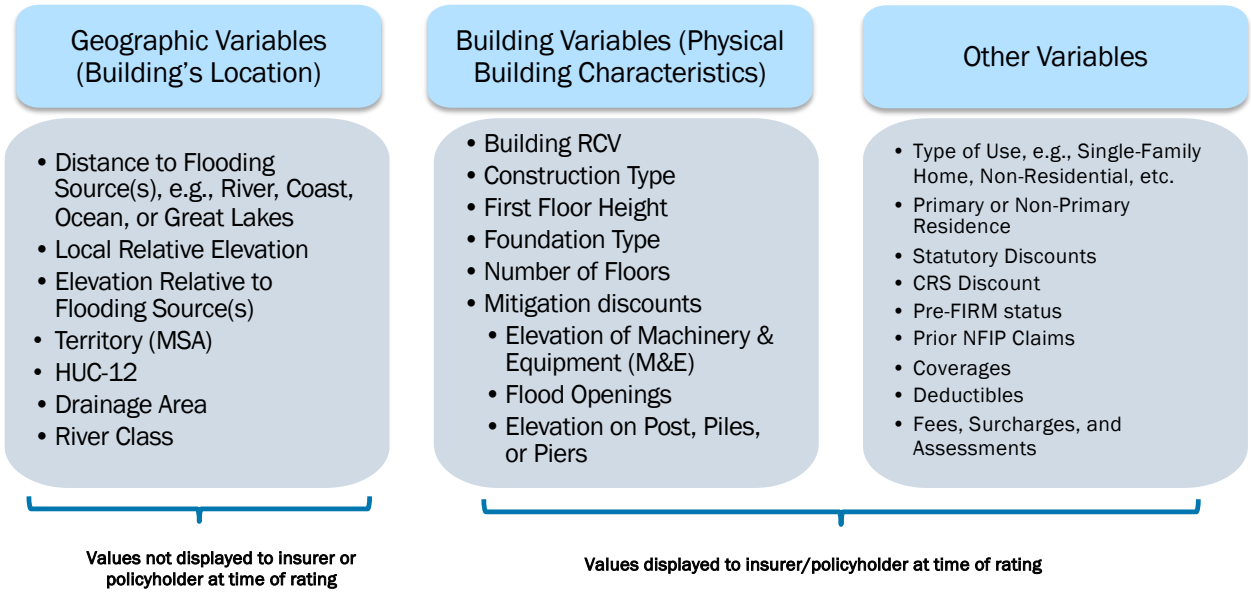 Geographic Variables
(Building's Location)
• Distance to Flooding
Source(s), e.g., River, Coast,
Ocean, or Great Lakes
• Local Relative Elevation
• Elevation Relative to
Flooding Source(s)
• Territory (MSA)
• HUC-12
• Drainage Area
• River Class
Values not displayed to insurer or
policyholder at time of rating
Building Variables (Physical
Building Characteristics)
• Building RCV
• Construction Type
• First Floor Height
• Foundation Type
• Number of Floors
• Mitigation discounts
• Elevation of Machinery &
Equipment (M&E)
• Flood Openings
• Elevation on Post, Piles,
or Piers
Other Variables
• Type of Use, e.g., Single-Family
Home, Non-Residential, etc.
• Primary or Non-Primary
Residence
• Statutory Discounts
• CRS Discount
• Pre-FIRM status
• Prior NFIP Claims
• Coverages
• Deductibles
• Fees, Surcharges, and
Assessments
Values displayed to insurer/policyholder at time of rating